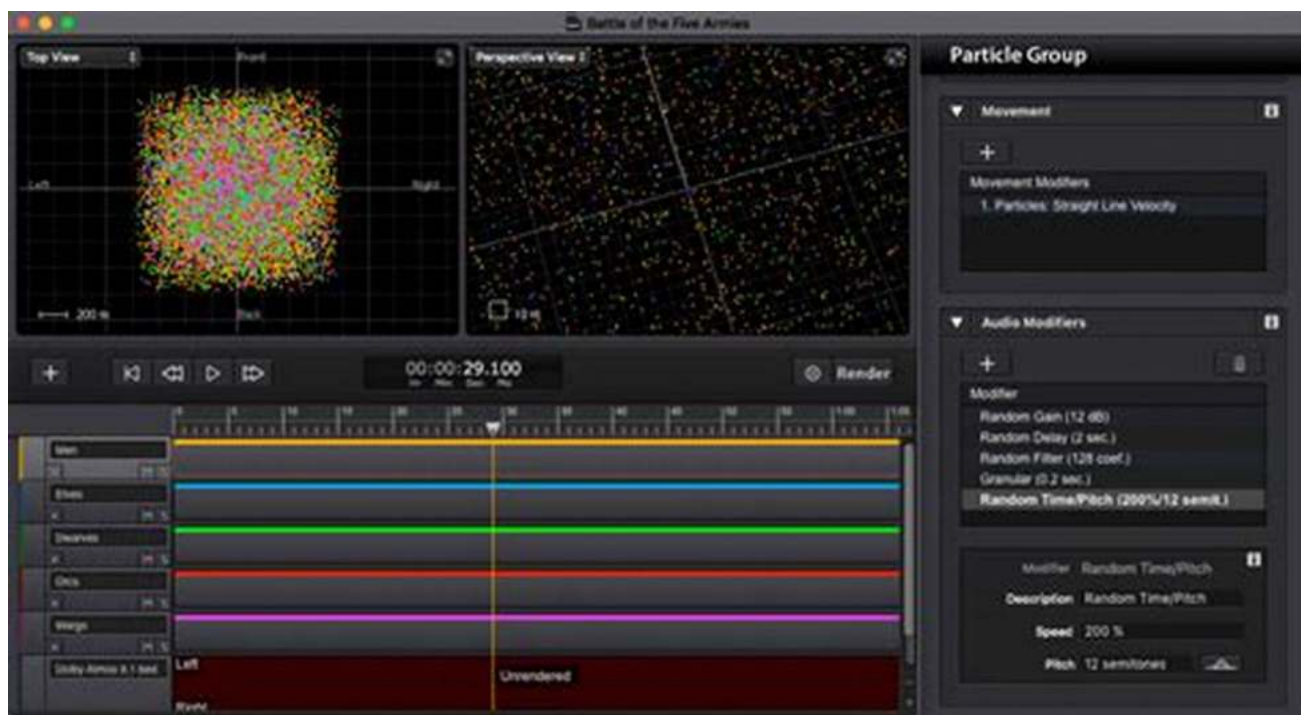 Battle of the Five Armies
Top View
Front
Left
Right
Back
200 m
Perspective View
10 m
00:00:29.100
Hr Min Sec Ms
Render
Men
M S
Elves
M S
Dwarves
M S
Orcs
M S
Wargs
M S
Dolby Atmos 9.1 bed
Left
Right
Unrendered
Particle Group
Movement
Movement Modifiers
1. Particles: Straight Line Velocity
Audio Modifiers
Modifier
Random Gain (12 dB)
Random Delay (2 sec.)
Random Filter (128 coef.)
Granular (0.2 sec.)
Random Time/Pitch (200%/12 semit.)
Modifier Random Time/Pitch
Description Random Time/Pitch
Speed 200 %
Pitch 12 semitones